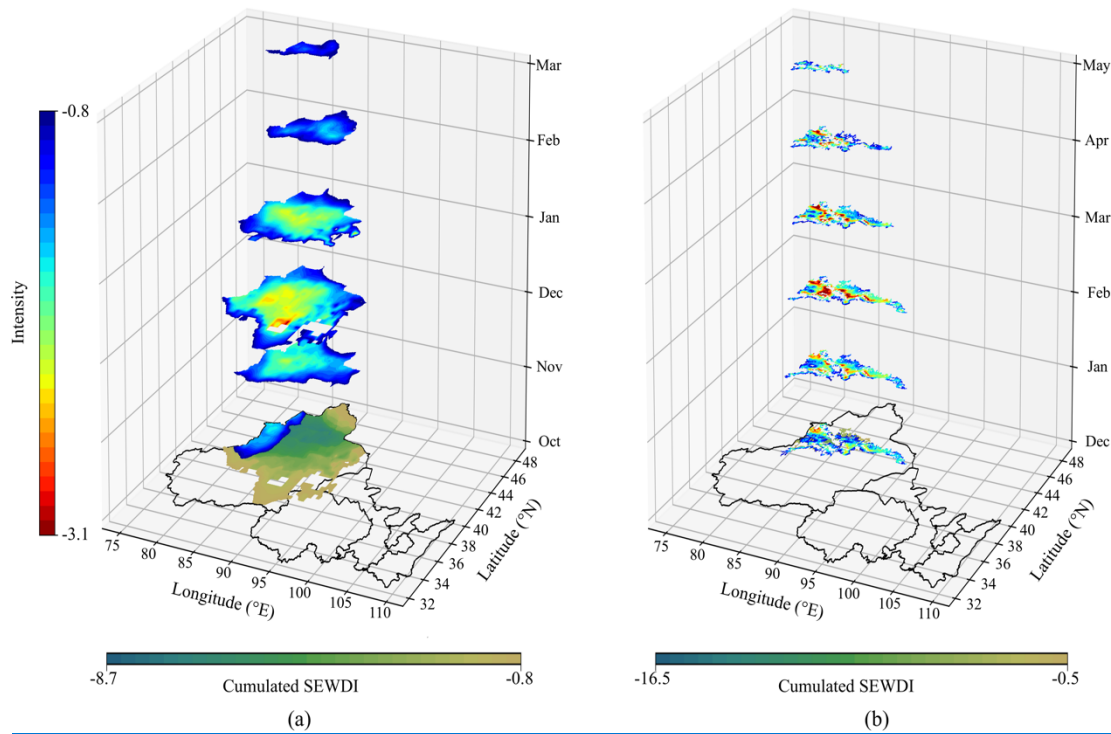 -0.8
Intensity
-3.1
Mar
Feb
Jan
Dec
Nov
Oct
48
46
44
42
40
38
36
34
32
Latitude (°N)
75
80
85
90
95
100
105
110
Longitude (°E)
-8.7
-0.8
Cumulated SEWDI
(a)
May
Apr
Mar
Feb
Jan
Dec
48
46
44
42
40
38
36
34
32
Latitude (°N)
75
80
85
90
95
100
105
110
Longitude (°E)
-16.5
-0.5
Cumulated SEWDI
(b)